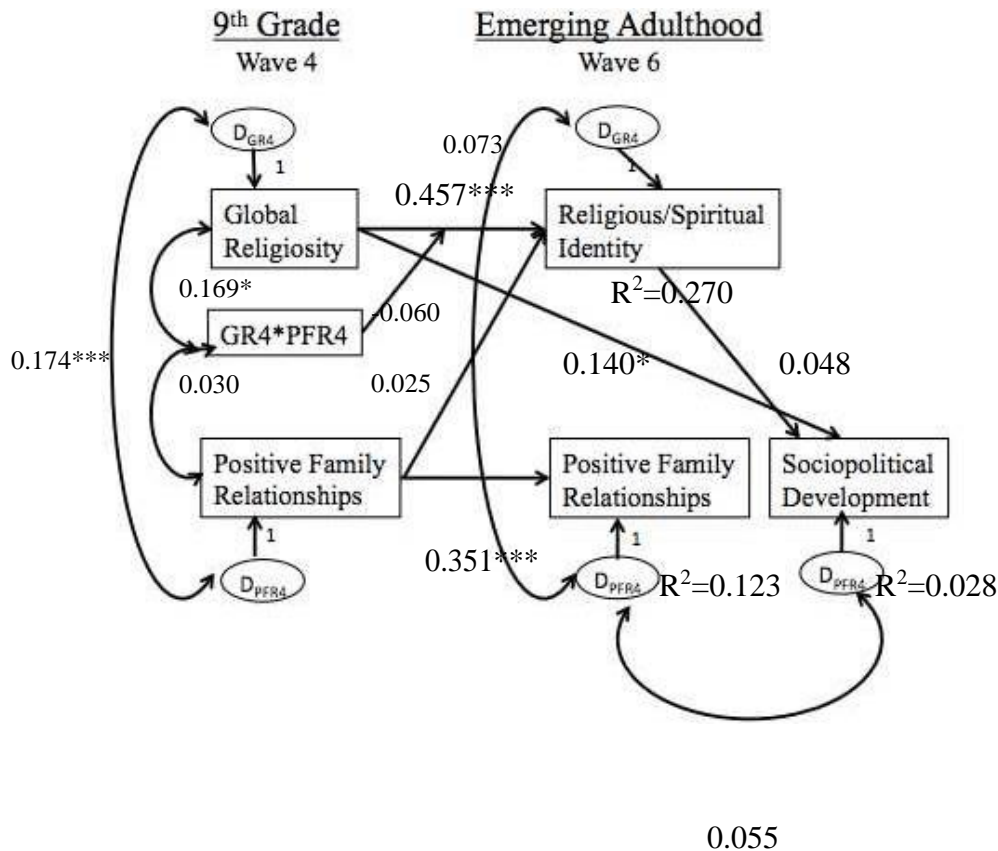 9th Grade
Wave 4
Emerging Adulthood
Wave 6
DGR4
1
DGR4
1
0.073
0.457***
Global
Religiosity
Religious/Spiritual
Identity
0.169*
R²=0.270
GR4*PFR4
-0.060
0.174***
0.030
0.025
0.140*
0.048
Positive Family
Relationships
Positive Family
Relationships
Sociopolitical
Development
1
1
1
0.351***
DPFR4
DPFR4
R²=0.123
DPFR4
R²=0.028
0.055